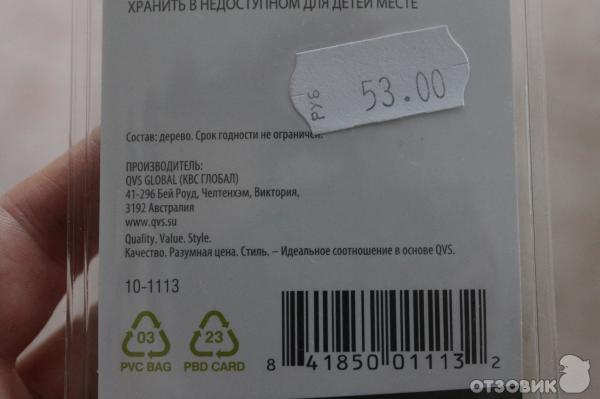 ХРАНИТЬ В НЕДОСТУПНОМ ДЛЯ ДЕТЕЙ МЕСТЕ
РУБ 53.00
Состав: дерево. Срок годности не ограничен.
ПРОИЗВОДИТЕЛЬ:
QVS GLOBAL (КВС ГЛОБАЛ)
41-296 Бей Роуд, Челтенхэм, Виктория,
3192 Австралия
www.qvs.su
Quality. Value. Style.
Качество. Разумная цена. Стиль. – Идеальное соотношение в основе QVS.
10-1113
03 23
PVC BAG PBD CARD
8 41850 01113 2
ОТЗОВИК